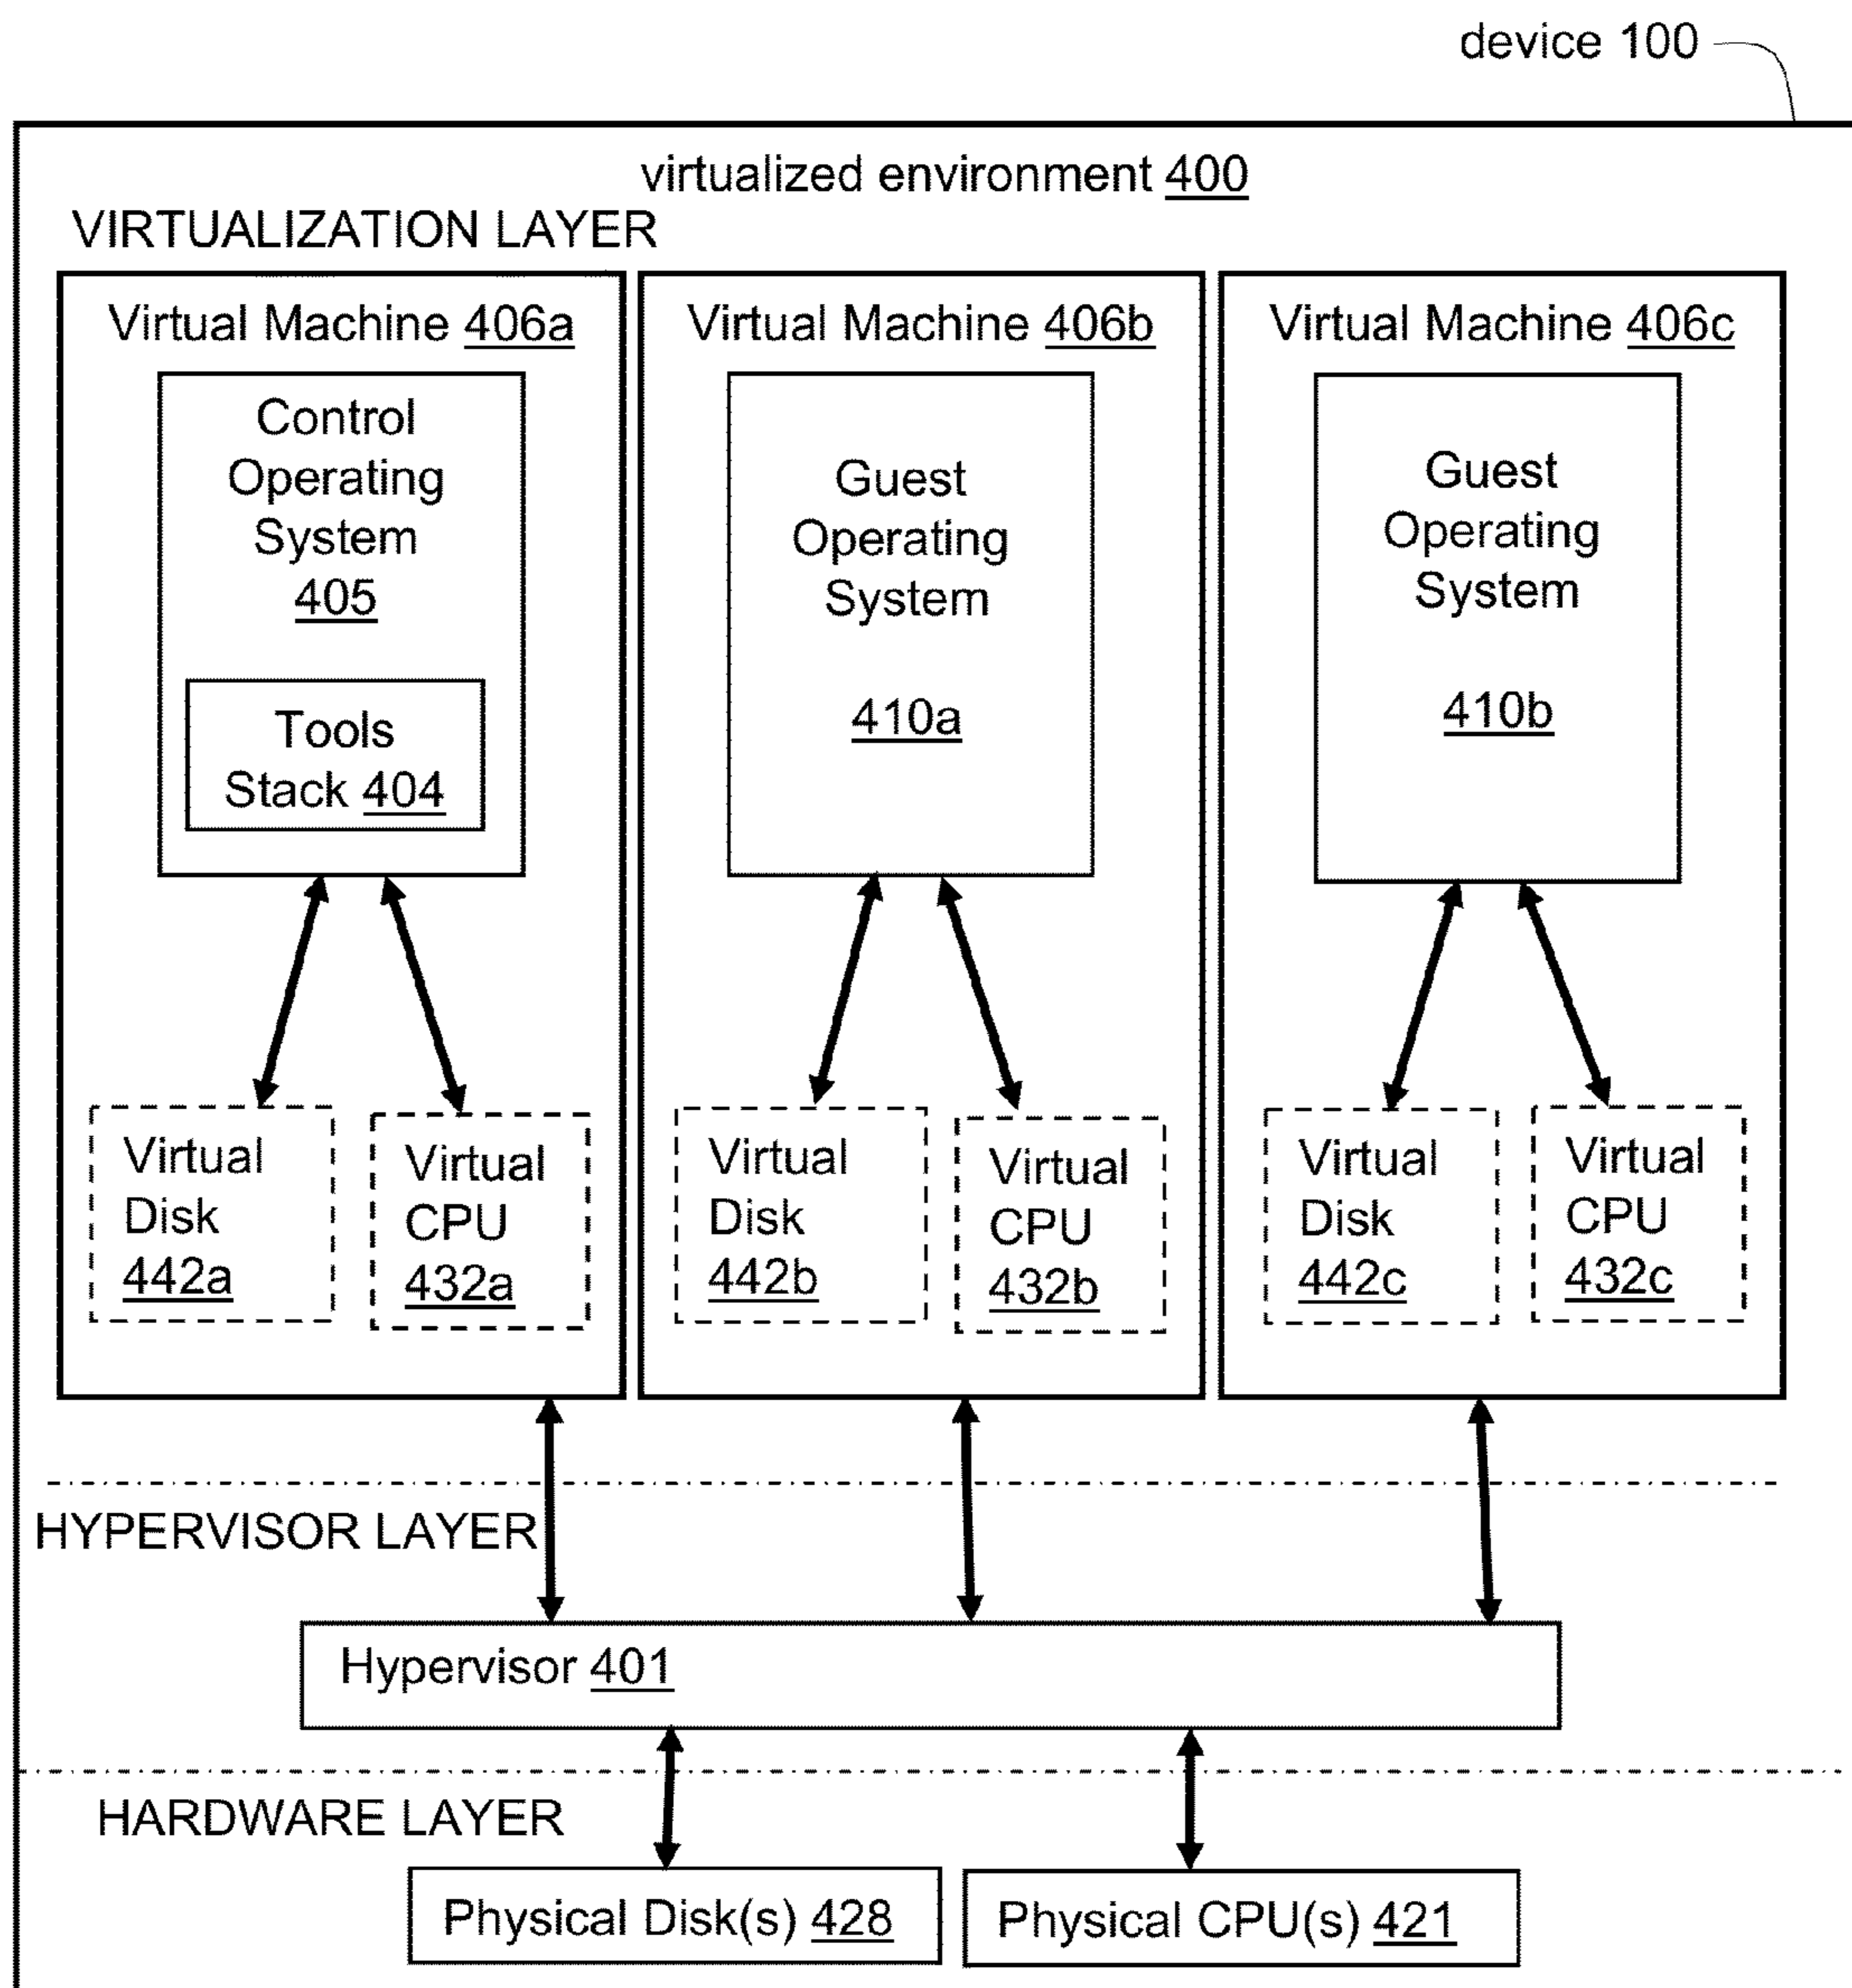 device 100
virtualized environment 400
VIRTUALIZATION LAYER
Virtual Machine 406a
Control
Operating
System
405
Tools
Stack 404
Virtual
Disk
442a
Virtual
CPU
432a
Virtual Machine 406b
Guest
Operating
System
410a
Virtual
Disk
442b
Virtual
CPU
432b
Virtual Machine 406c
Guest
Operating
System
410b
Virtual
Disk
442c
Virtual
CPU
432c
HYPERVISOR LAYER
Hypervisor 401
HARDWARE LAYER
Physical Disk(s) 428
Physical CPU(s) 421